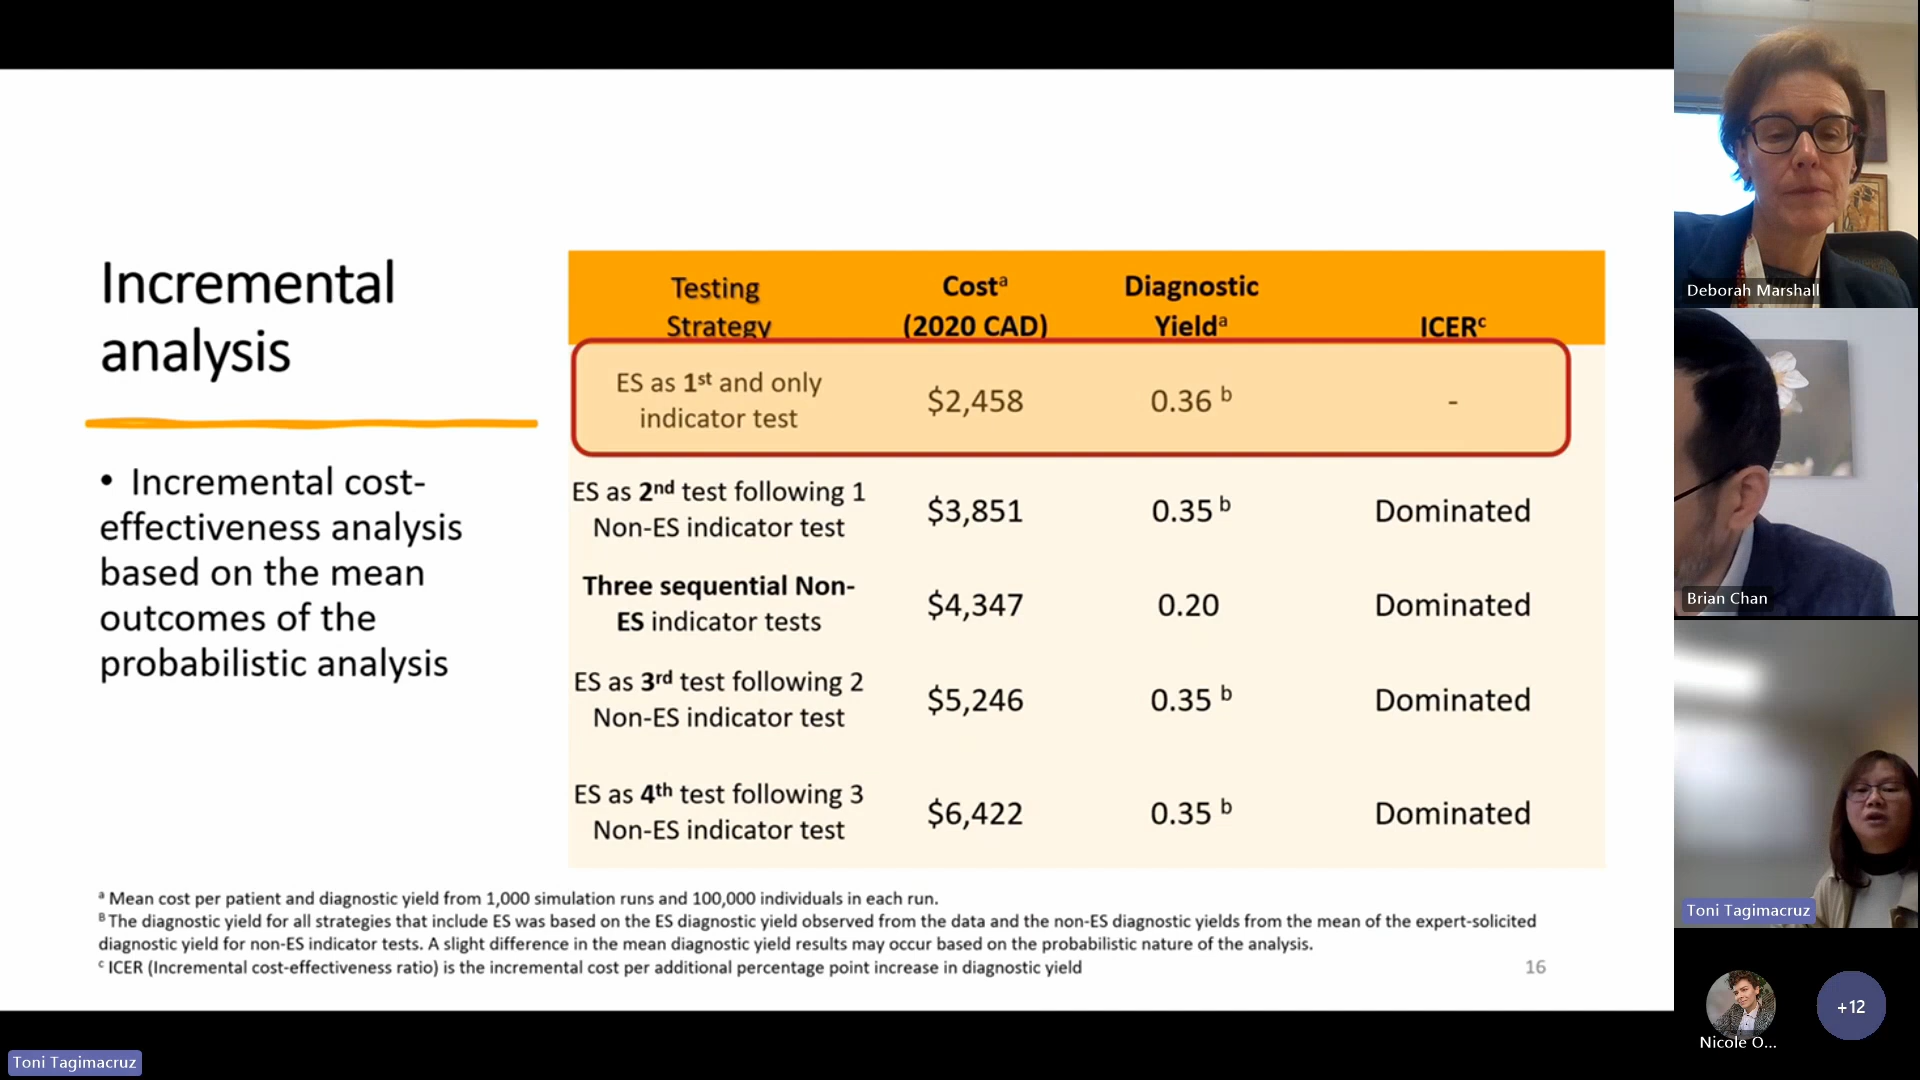 Incremental
analysis
• Incremental cost-
effectiveness analysis
based on the mean
outcomes of the
probabilistic analysis
Testing
Strategy
Costᵃ
(2020 CAD)
Diagnostic
Yieldᵃ
ICERᶜ
ES as 1st and only
indicator test
$2,458
0.36 ᵇ
-
ES as 2nd test following 1
Non-ES indicator test
$3,851
0.35 ᵇ
Dominated
Three sequential Non-
ES indicator tests
$4,347
0.20
Dominated
ES as 3rd test following 2
Non-ES indicator test
$5,246
0.35 ᵇ
Dominated
ES as 4th test following 3
Non-ES indicator test
$6,422
0.35 ᵇ
Dominated
ᵃ Mean cost per patient and diagnostic yield from 1,000 simulation runs and 100,000 individuals in each run.
ᴮ The diagnostic yield for all strategies that include ES was based on the ES diagnostic yield observed from the data and the non-ES diagnostic yields from the mean of the expert-solicited
diagnostic yield for non-ES indicator tests. A slight difference in the mean diagnostic yield results may occur based on the probabilistic nature of the analysis.
ᶜ ICER (Incremental cost-effectiveness ratio) is the incremental cost per additional percentage point increase in diagnostic yield
16
Deborah Marshall
Brian Chan
Toni Tagimacruz
Nicole O...
+12
Toni Tagimacruz